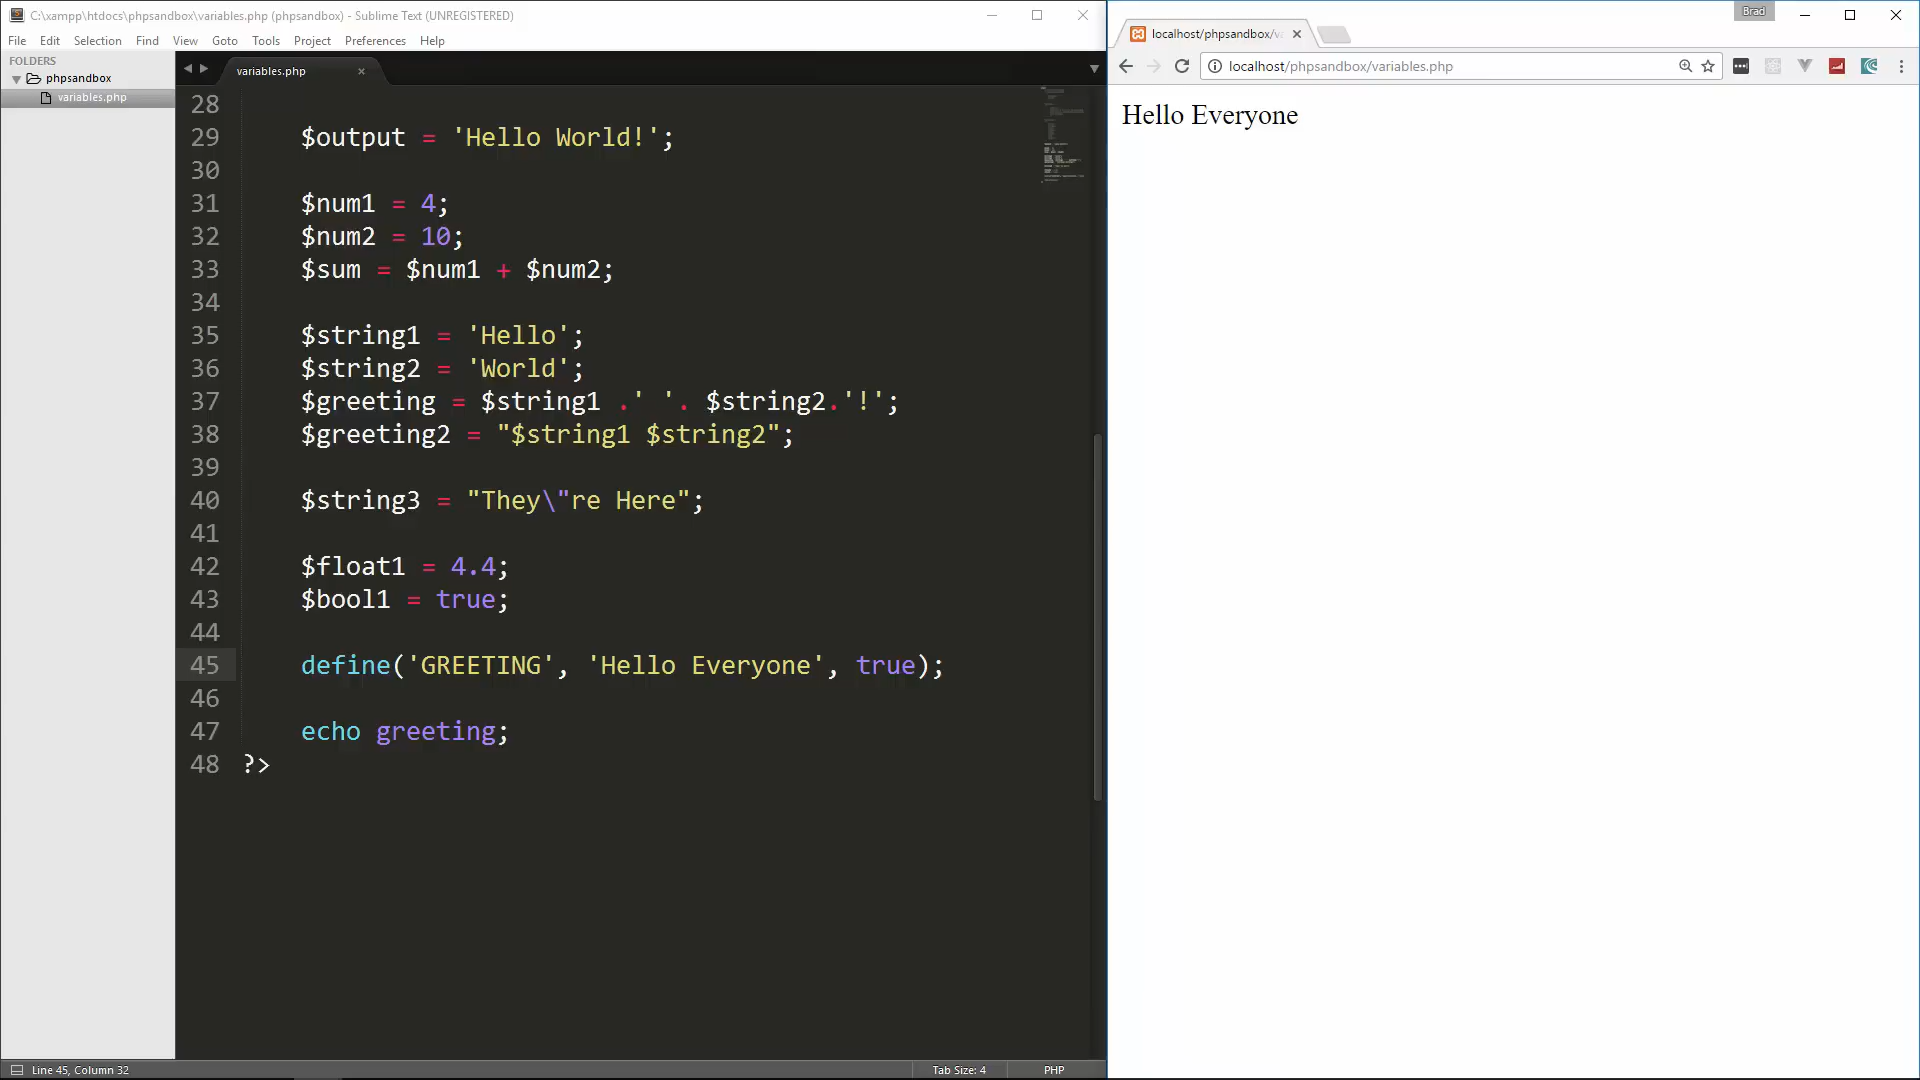 C:\xampp\htdocs\phpsandbox\variables.php (phpsandbox) - Sublime Text (UNREGISTERED)
File Edit Selection Find View Goto Tools Project Preferences Help
FOLDERS
phpsandbox
variables.php
variables.php
28
29 $output = 'Hello World!';
30
31 $num1 = 4;
32 $num2 = 10;
33 $sum = $num1 + $num2;
34
35 $string1 = 'Hello';
36 $string2 = 'World';
37 $greeting = $string1 .' '. $string2.'!';
38 $greeting2 = "$string1 $string2";
39
40 $string3 = "They\"re Here";
41
42 $float1 = 4.4;
43 $bool1 = true;
44
45 define('GREETING', 'Hello Everyone', true);
46
47 echo greeting;
48 ?>
Line 45, Column 32
Tab Size: 4
PHP
Brad
localhost/phpsandbox/v
localhost/phpsandbox/variables.php
Hello Everyone